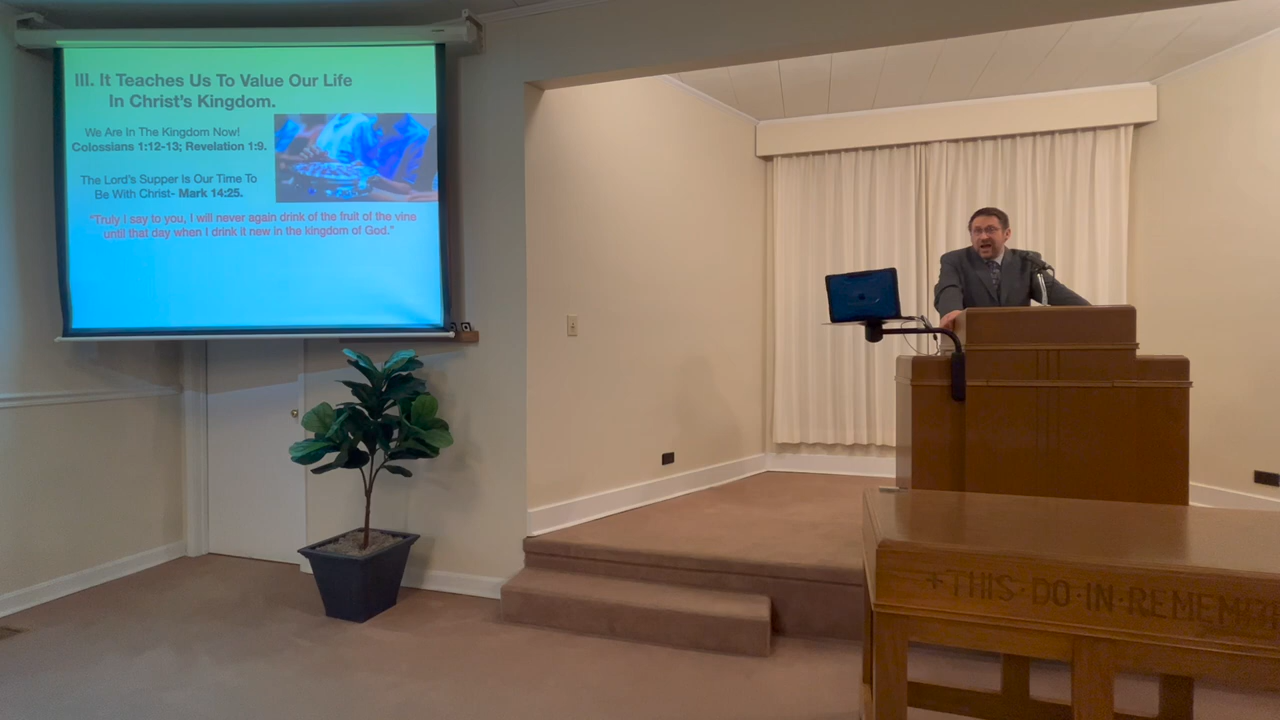 III. It Teaches Us To Value Our Life
In Christ's Kingdom.
We Are In The Kingdom Now!
Colossians 1:12-13; Revelation 1:9.
The Lord's Supper Is Our Time To
Be With Christ- Mark 14:25.
"Truly I say to you, I will never again drink of the fruit of the vine
until that day when I drink it new in the kingdom of God."
+THIS·DO·IN·REMEM